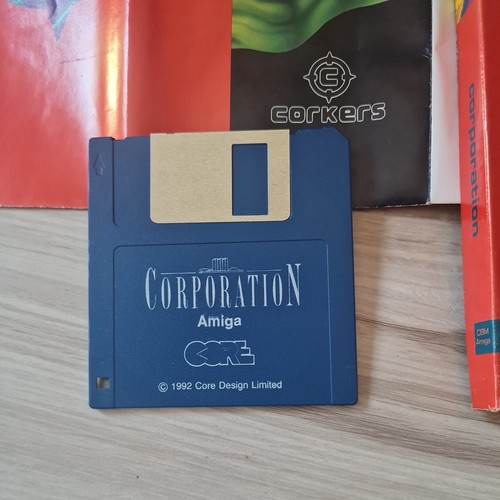 corkers
corporation
CORPORATION
Amiga
CORE
© 1992 Core Design Limited
CBM
Amiga